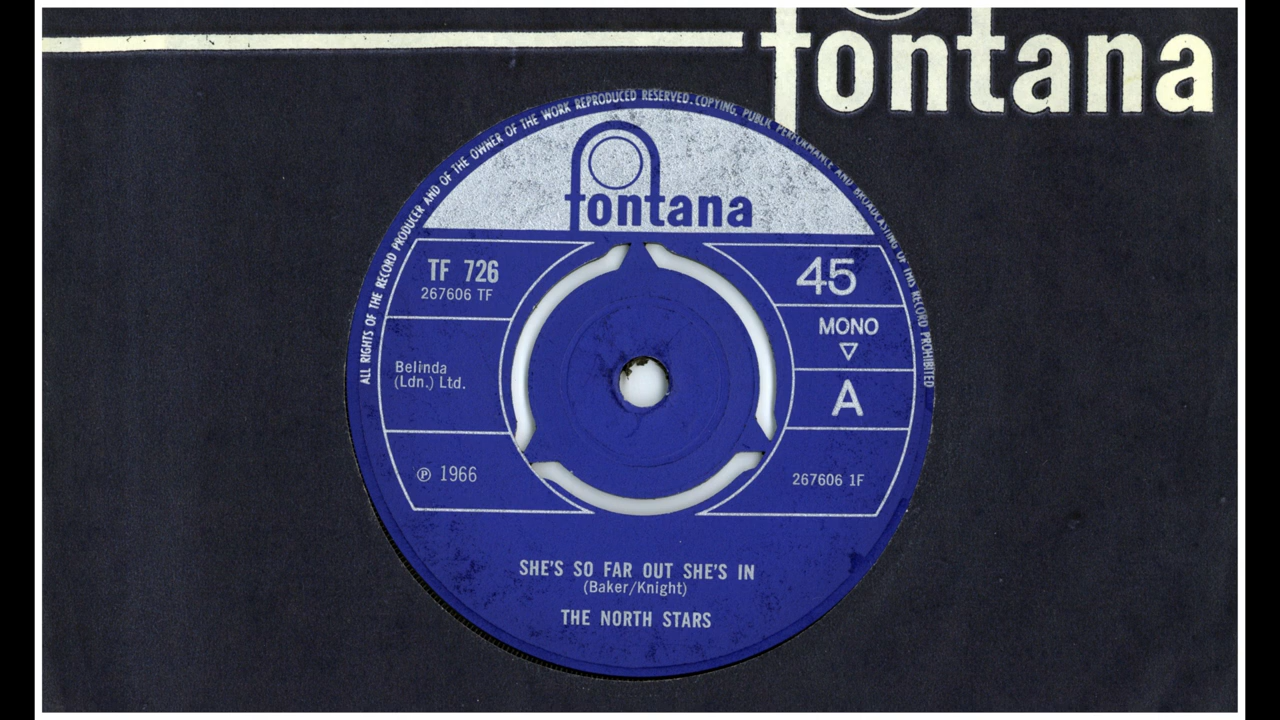 fontana
ALL RIGHTS OF THE RECORD PRODUCER AND OF THE OWNER OF THE WORK REPRODUCED RESERVED. COPYING, PUBLIC PERFORMANCE AND BROADCASTING OF THIS RECORD PROHIBITED
fontana
TF 726
267606 TF
45
MONO
A
Belinda
(Ldn.) Ltd.
℗ 1966
267606 1F
SHE'S SO FAR OUT SHE'S IN
(Baker/Knight)
THE NORTH STARS